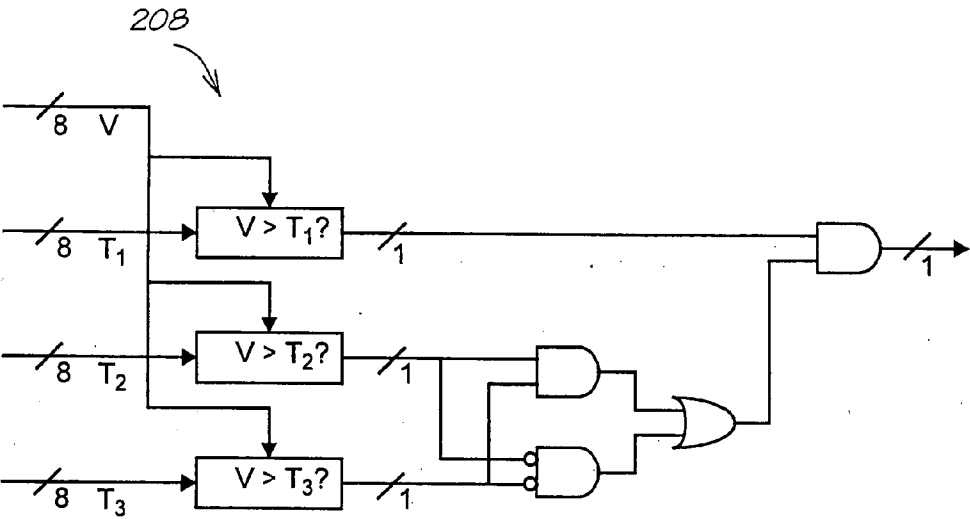 208
8 V
8 T₁
V > T₁?
1
1
8 T₂
V > T₂?
1
8 T₃
V > T₃?
1